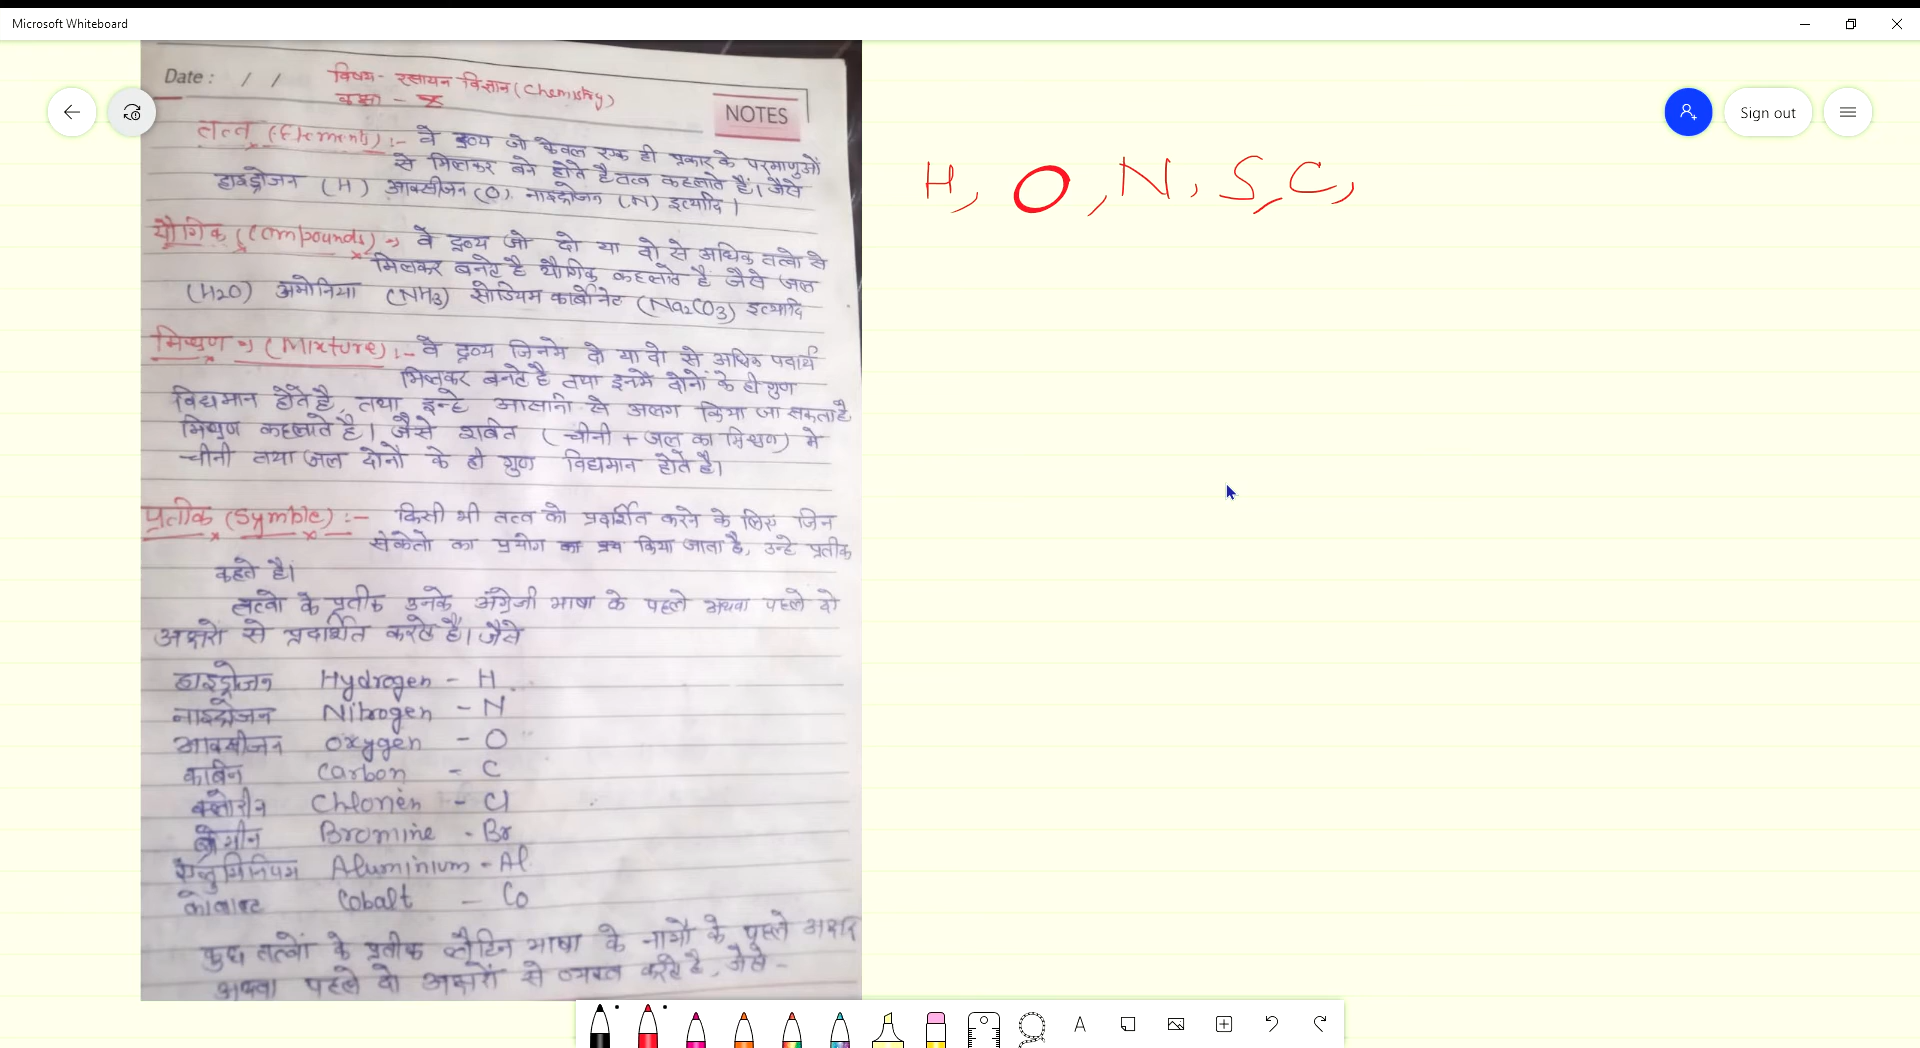 Microsoft Whiteboard
Date: / /
विषय- रसायन विज्ञान (Chemistry)
कक्षा -
NOTES
तत्व (Elements) :- वे द्रव्य जो केवल एक ही प्रकार के परमाणुओं
से मिलकर बने होते है तत्व कहलाते हैं। जैसे
हाइड्रोजन (H) आक्सीजन (O), नाइट्रोजन (N) इत्यादि।
यौगिक (Compounds) → वे द्रव्य जो दो या दो से अधिक तत्वो से
मिलकर बनते है यौगिक कहलाते है जैसे जल
(H2O) अमोनिया (NH3) सोडियम कार्बोनेट (Na2CO3) इत्यादि
मिश्रण → (Mixture) :- वे द्रव्य जिनमे दो या दो से अधिक पदार्थ
मिलकर बनते है तथा इनमें दोनों के ही गुण
विद्यमान होते है, तथा इन्हे आसानी से अलग किया जा सकता है
मिश्रण कहलाते है। जैसे शर्बत (चीनी + जल का मिश्रण) मे
चीनी तथा जल दोनौ के ही गुण विद्यमान होते है।
प्रतीक (Symble) :- किसी भी तत्व को प्रदर्शित करने के लिए जिन
संकेतो का प्रयोग किया जाता है, उन्हे प्रतीक
कहते है।
तत्वो के प्रतीक उनके अंग्रेजी भाषा के पहले अथवा पहले दो
अक्षरो से प्रदर्शित करते हैं। जैसे
हाइड्रोजन Hydrogen - H
नाइट्रोजन Nitrogen - N
आक्सीजन Oxygen - O
कार्बन Carbon - C
क्लोरीन Chlorien - Cl
ब्रोमीन Bromine - Br
एल्युमिनियम Aluminium - Al
कोबाल्ट Cobalt - Co
कुछ तत्वों के प्रतीक लैटिन भाषा के नामों के पहले अक्षर
अथवा पहले दो अक्षरों से व्यक्त करते है, जैसे -
H, O, N, S, C,
Sign out
A